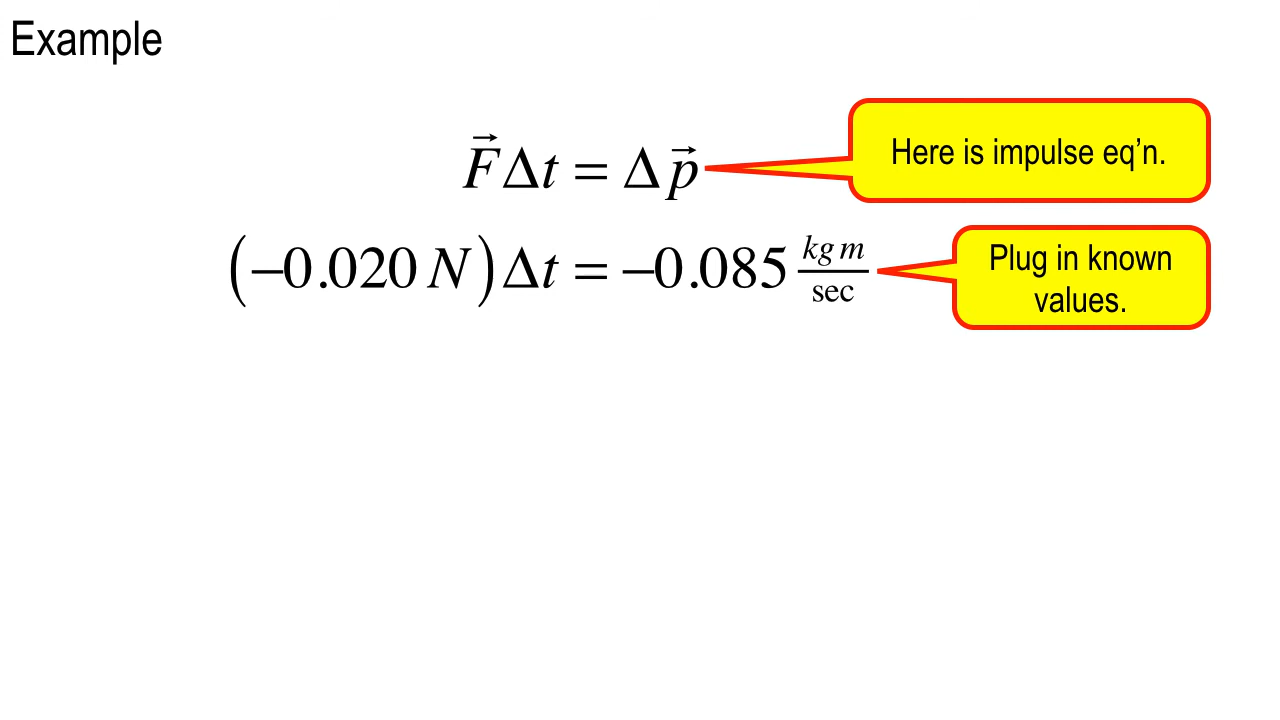 Example
F⃗Δt = Δp⃗
Here is impulse eq’n.
(−0.020 N)Δt = −0.085 kg m/sec
Plug in known
values.